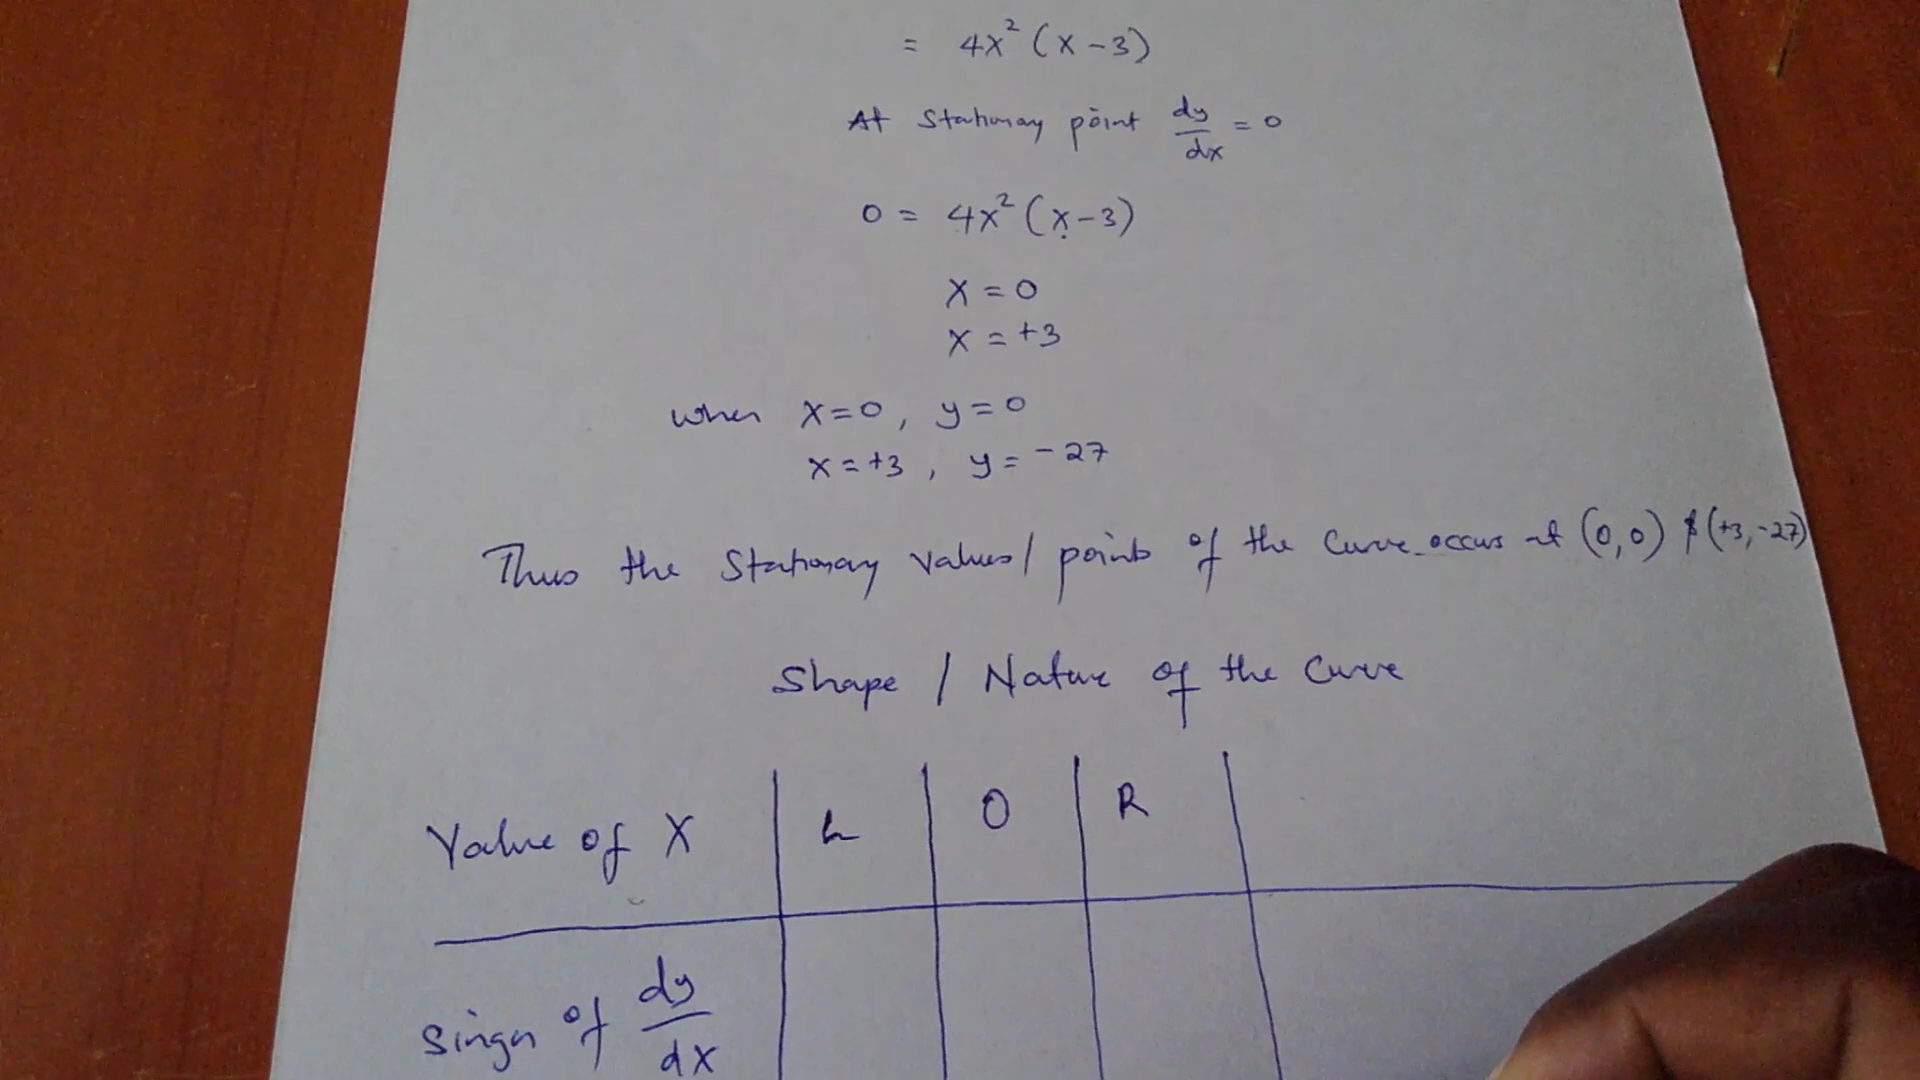 = 4x² (x-3)
At Stationary point dy/dx = 0
0 = 4x² (x-3)
x = 0
x = +3
When x=0, y=0
x=+3, y=-27
Thus the Stationary values/ points of the Curve occurs at (0,0) & (+3,-27)
Shape / Nature of the Curve
Value of X | L | 0 | R |
Singn of dy/dx